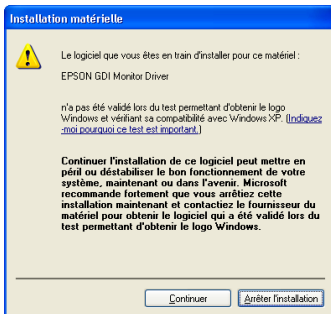 Installation matérielle
Le logiciel que vous êtes en train d'installer pour ce matériel :
EPSON GDI Monitor Driver
n'a pas été validé lors du test permettant d'obtenir le logo
Windows et vérifiant sa compatibilité avec Windows XP. (Indiquez
-moi pourquoi ce test est important.)
Continuer l'installation de ce logiciel peut mettre en
péril ou déstabiliser le bon fonctionnement de votre
système, maintenant ou dans l'avenir. Microsoft
recommande fortement que vous arrêtiez cette
installation maintenant et contactiez le fournisseur du
matériel pour obtenir le logiciel qui a été validé lors du
test permettant d'obtenir le logo Windows.
Continuer
Arrêter l'installation